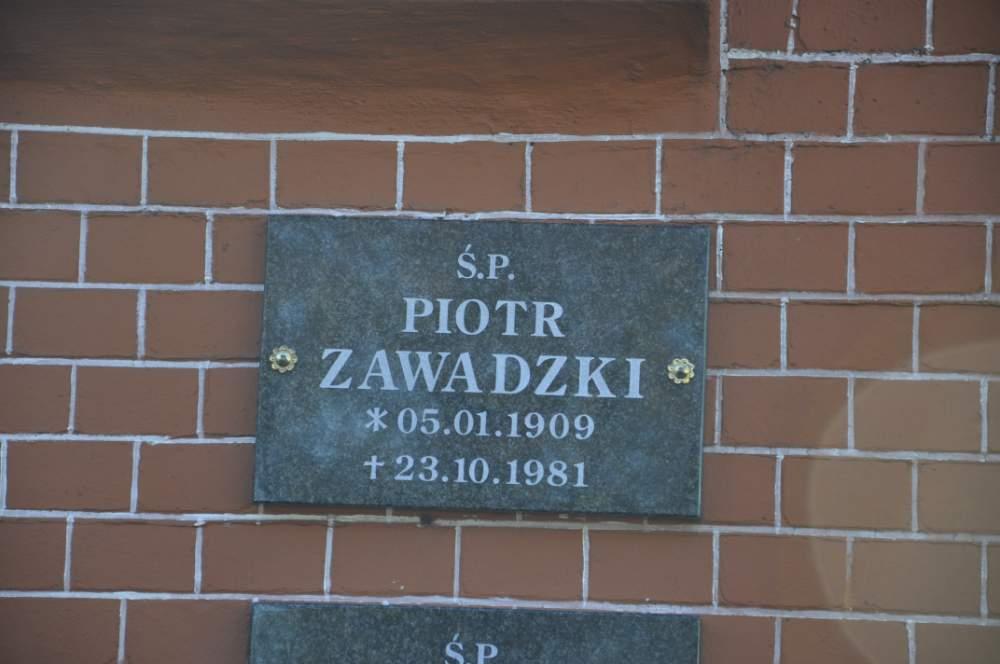 Ś.P.
PIOTR
ZAWADZKI
* 05.01.1909
† 23.10.1981
Ś.P.